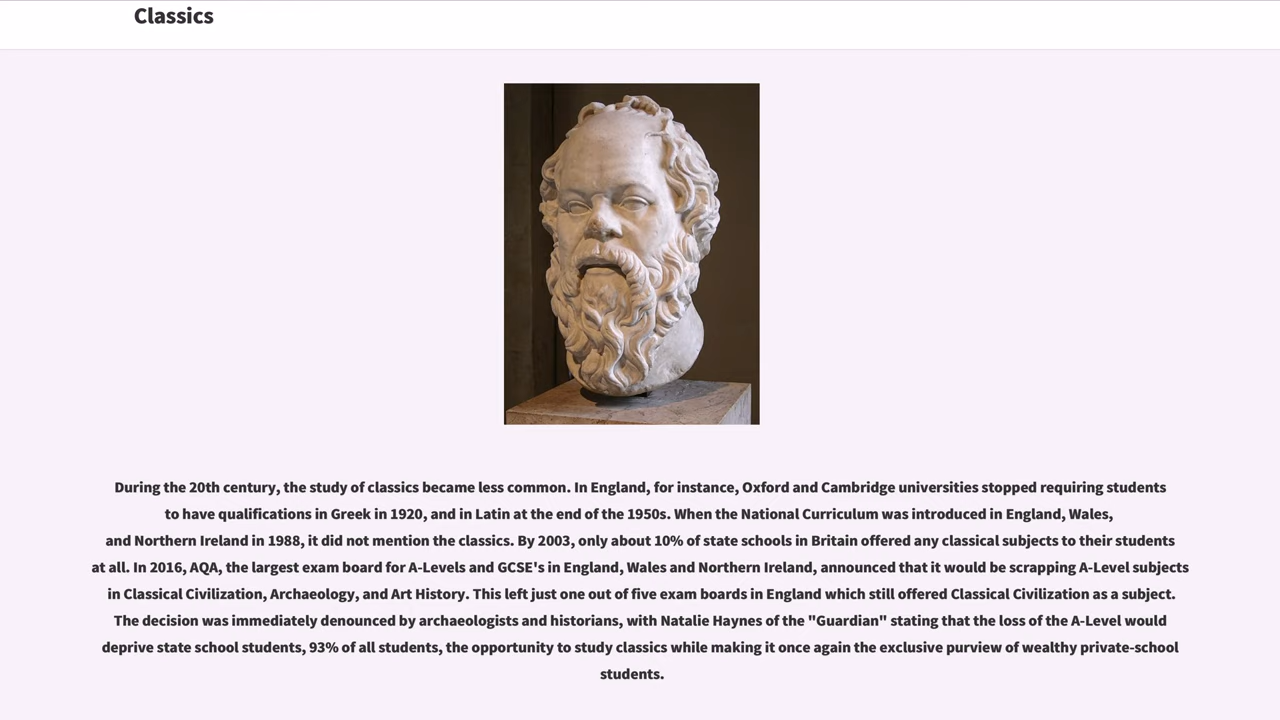 Classics
During the 20th century, the study of classics became less common. In England, for instance, Oxford and Cambridge universities stopped requiring students
to have qualifications in Greek in 1920, and in Latin at the end of the 1950s. When the National Curriculum was introduced in England, Wales,
and Northern Ireland in 1988, it did not mention the classics. By 2003, only about 10% of state schools in Britain offered any classical subjects to their students
at all. In 2016, AQA, the largest exam board for A-Levels and GCSE's in England, Wales and Northern Ireland, announced that it would be scrapping A-Level subjects
in Classical Civilization, Archaeology, and Art History. This left just one out of five exam boards in England which still offered Classical Civilization as a subject.
The decision was immediately denounced by archaeologists and historians, with Natalie Haynes of the "Guardian" stating that the loss of the A-Level would
deprive state school students, 93% of all students, the opportunity to study classics while making it once again the exclusive purview of wealthy private-school
students.